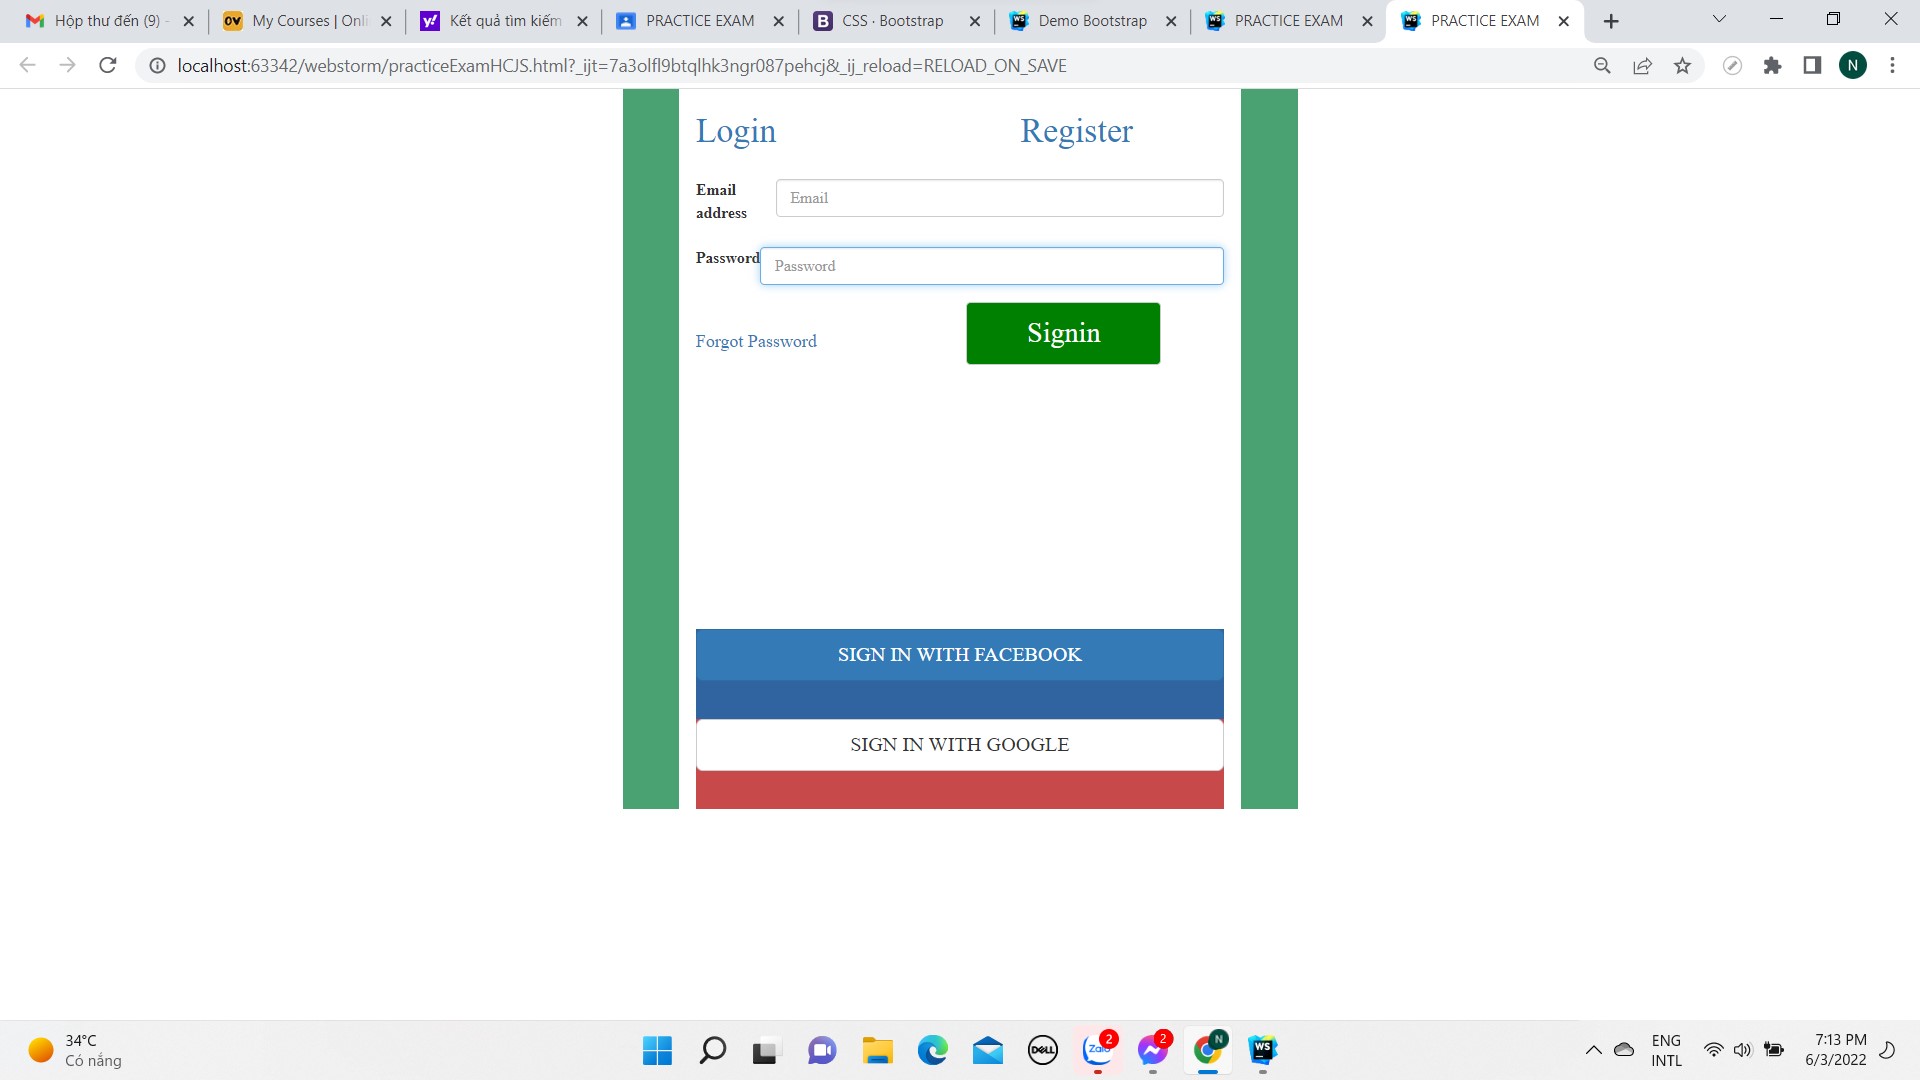 Hộp thư đến (9) -
My Courses | Onli
Kết quả tìm kiếm
PRACTICE EXAM
CSS · Bootstrap
Demo Bootstrap
PRACTICE EXAM
PRACTICE EXAM
localhost:63342/webstorm/practiceExamHCJS.html?_ijt=7a3olfl9btqlhk3ngr087pehcj&_ij_reload=RELOAD_ON_SAVE
N
Login Register
Email address
Email
Password
Password
Forgot Password
Signin
SIGN IN WITH FACEBOOK
SIGN IN WITH GOOGLE
34°C
Có nắng
DELL
Zalo
2
2
N
WS
ENG
INTL
7:13 PM
6/3/2022